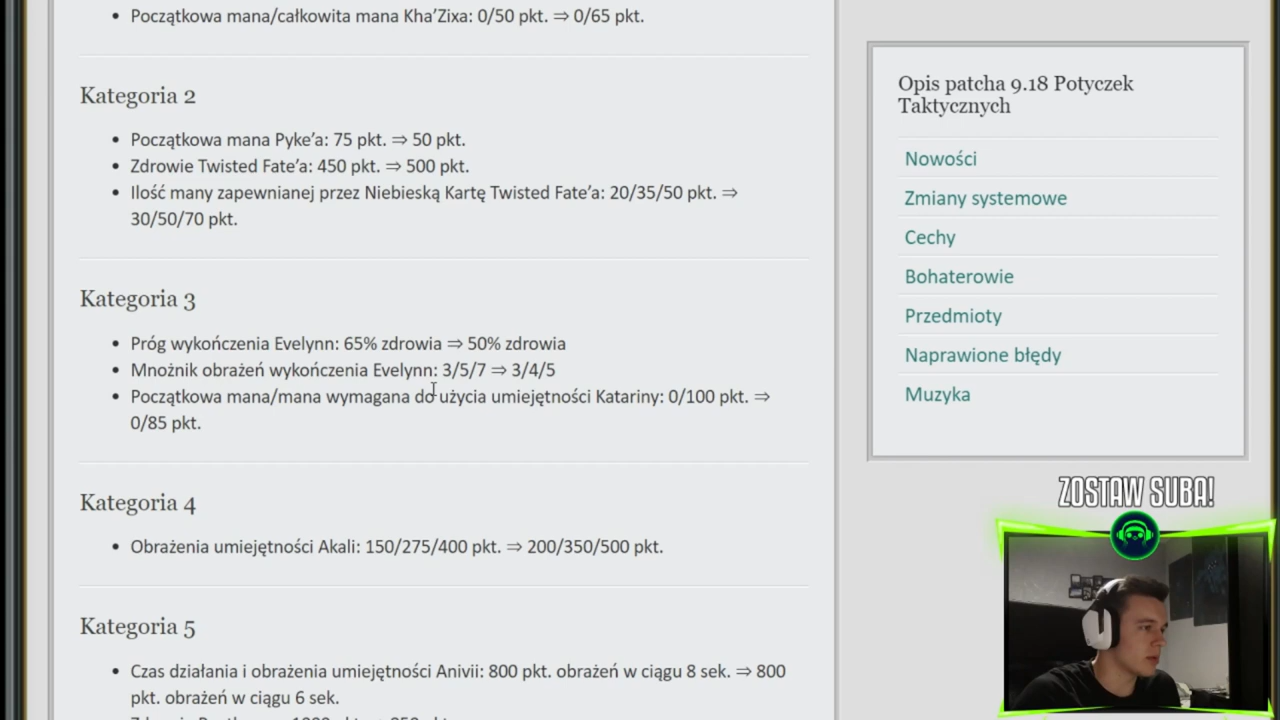 Początkowa mana/całkowita mana Kha’Zixa: 0/50 pkt. ⇒ 0/65 pkt.
Kategoria 2
Początkowa mana Pyke’a: 75 pkt. ⇒ 50 pkt.
Zdrowie Twisted Fate’a: 450 pkt. ⇒ 500 pkt.
Ilość many zapewnianej przez Niebieską Kartę Twisted Fate’a: 20/35/50 pkt. ⇒
30/50/70 pkt.
Kategoria 3
Próg wykończenia Evelynn: 65% zdrowia ⇒ 50% zdrowia
Mnożnik obrażeń wykończenia Evelynn: 3/5/7 ⇒ 3/4/5
Początkowa mana/mana wymagana do użycia umiejętności Katariny: 0/100 pkt. ⇒
0/85 pkt.
Kategoria 4
Obrażenia umiejętności Akali: 150/275/400 pkt. ⇒ 200/350/500 pkt.
Kategoria 5
Czas działania i obrażenia umiejętności Anivii: 800 pkt. obrażeń w ciągu 8 sek. ⇒ 800
pkt. obrażeń w ciągu 6 sek.
Opis patcha 9.18 Potyczek
Taktycznych
Nowości
Zmiany systemowe
Cechy
Bohaterowie
Przedmioty
Naprawione błędy
Muzyka
ZOSTAW SUBA!